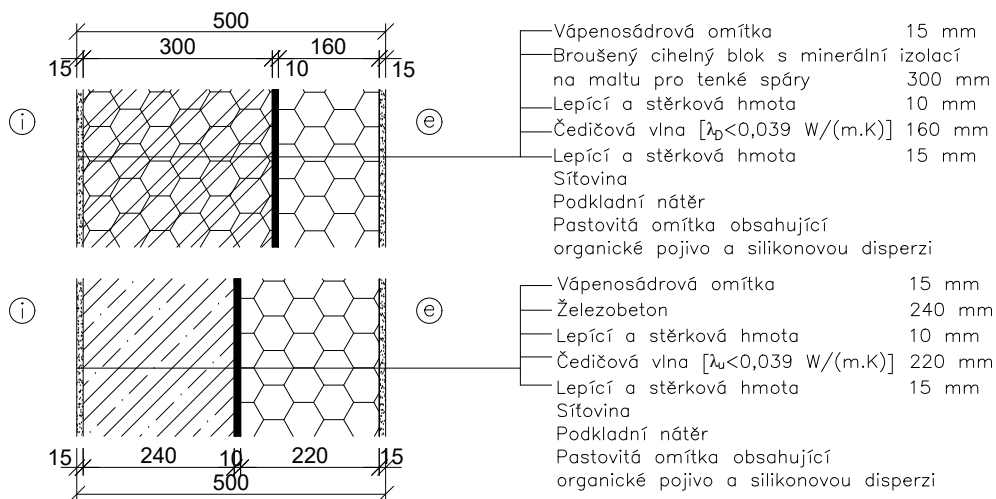 500
300 160
15 10 15
i e
Vápenosádrová omítka 15 mm
Broušený cihelný blok s minerální izolací
na maltu pro tenké spáry 300 mm
Lepící a stěrková hmota 10 mm
Čedičová vlna [λD<0,039 W/(m.K)] 160 mm
Lepící a stěrková hmota 15 mm
Síťovina
Podkladní nátěr
Pastovitá omítka obsahující
organické pojivo a silikonovou disperzi
i e
Vápenosádrová omítka 15 mm
Železobeton 240 mm
Lepící a stěrková hmota 10 mm
Čedičová vlna [λu<0,039 W/(m.K)] 220 mm
Lepící a stěrková hmota 15 mm
Síťovina
Podkladní nátěr
Pastovitá omítka obsahující
organické pojivo a silikonovou disperzi
15 240 10 220 15
500